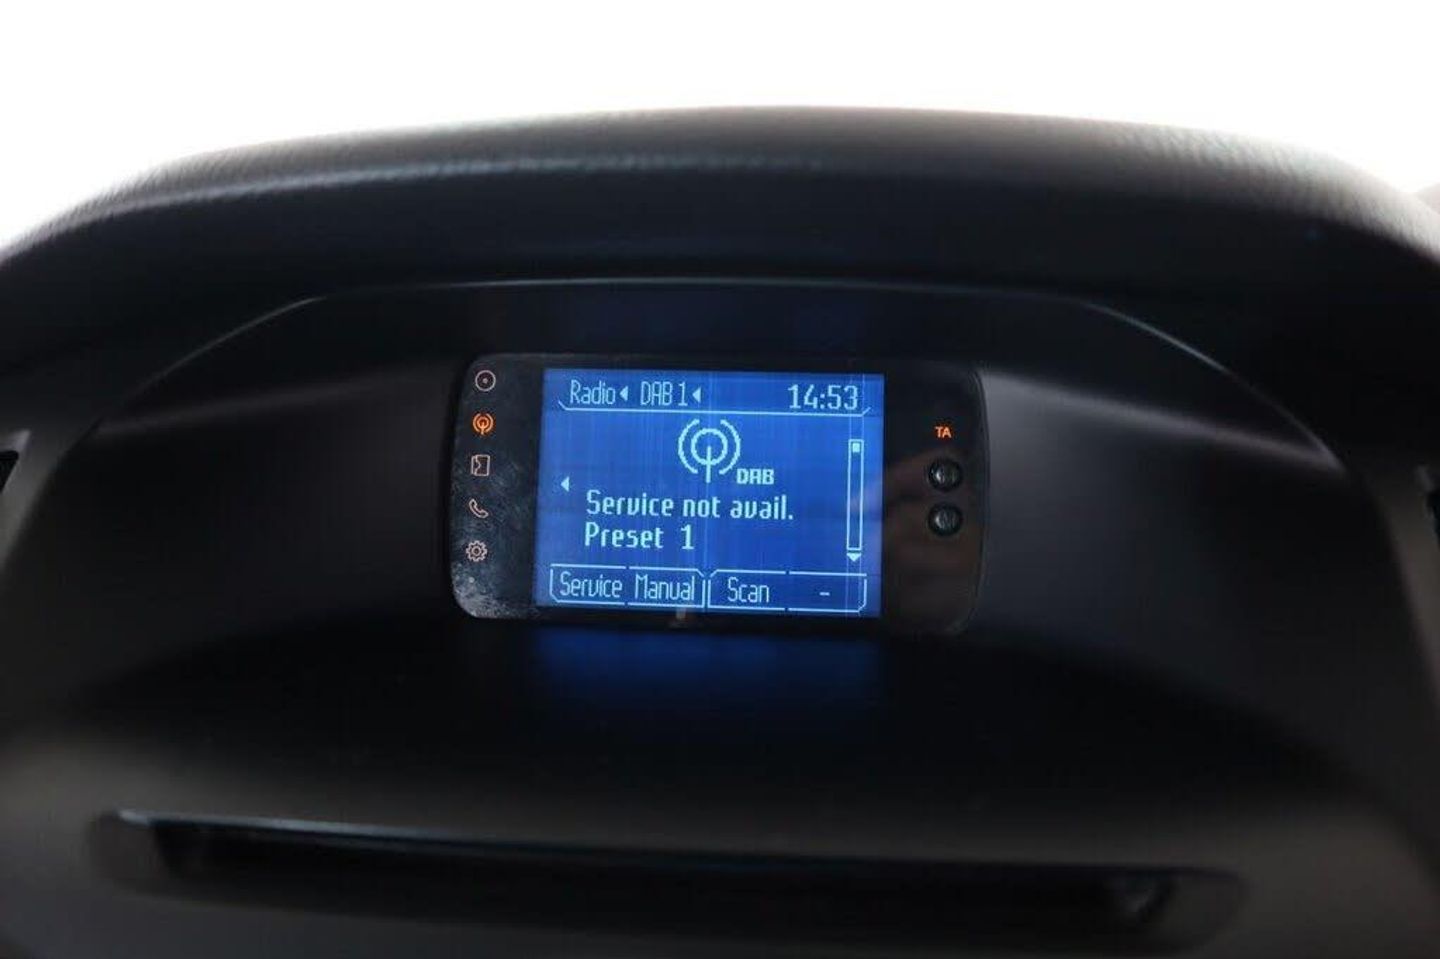 Radio DAB 1 14:53
TA
DAB
Service not avail.
Preset 1
Service Manual Scan -